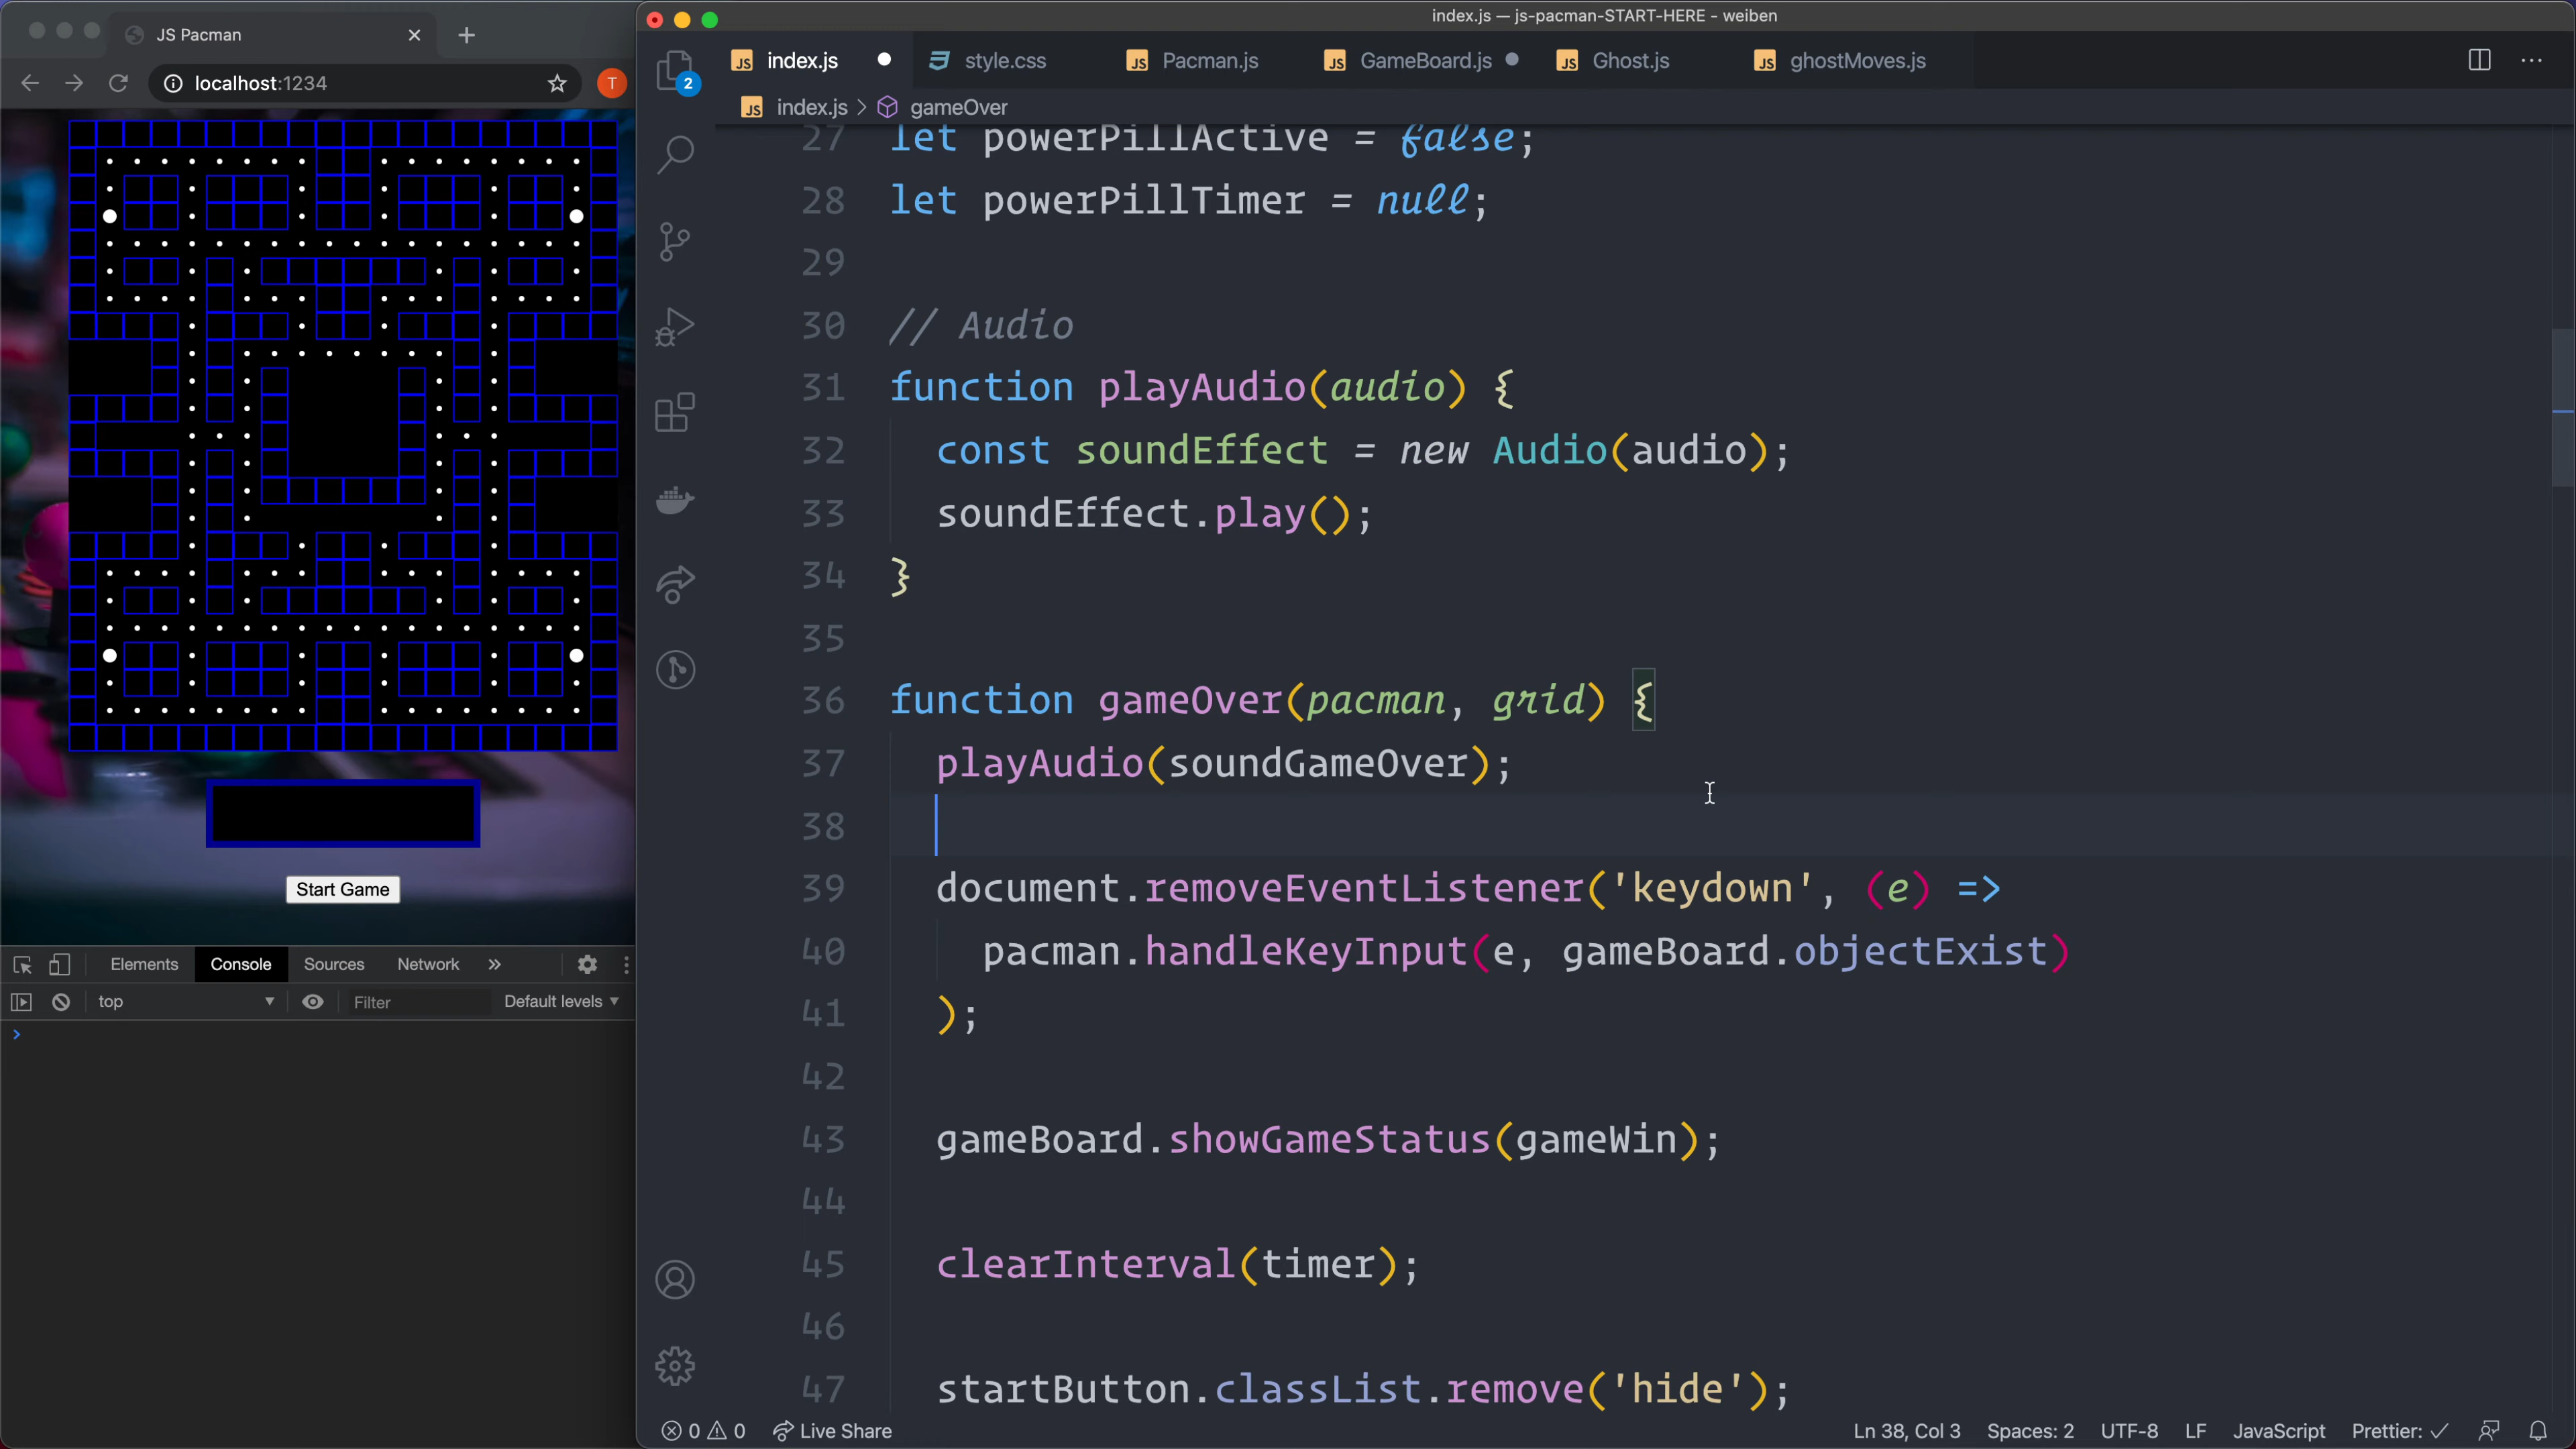 JS Pacman
localhost:1234
Start Game
Elements Console Sources Network »
top Filter Default levels
index.js — js-pacman-START-HERE - weiben
2
JS index.js style.css JS Pacman.js JS GameBoard.js JS Ghost.js JS ghostMoves.js
JS index.js > gameOver
27 let powerPillActive = false;
28 let powerPillTimer = null;
29
30 // Audio
31 function playAudio(audio) {
32 const soundEffect = new Audio(audio);
33 soundEffect.play();
34 }
35
36 function gameOver(pacman, grid) {
37 playAudio(soundGameOver);
38
39 document.removeEventListener('keydown', (e) =>
40 pacman.handleKeyInput(e, gameBoard.objectExist)
41 );
42
43 gameBoard.showGameStatus(gameWin);
44
45 clearInterval(timer);
46
47 startButton.classList.remove('hide');
0 0 Live Share Ln 38, Col 3 Spaces: 2 UTF-8 LF JavaScript Prettier: ✓
T